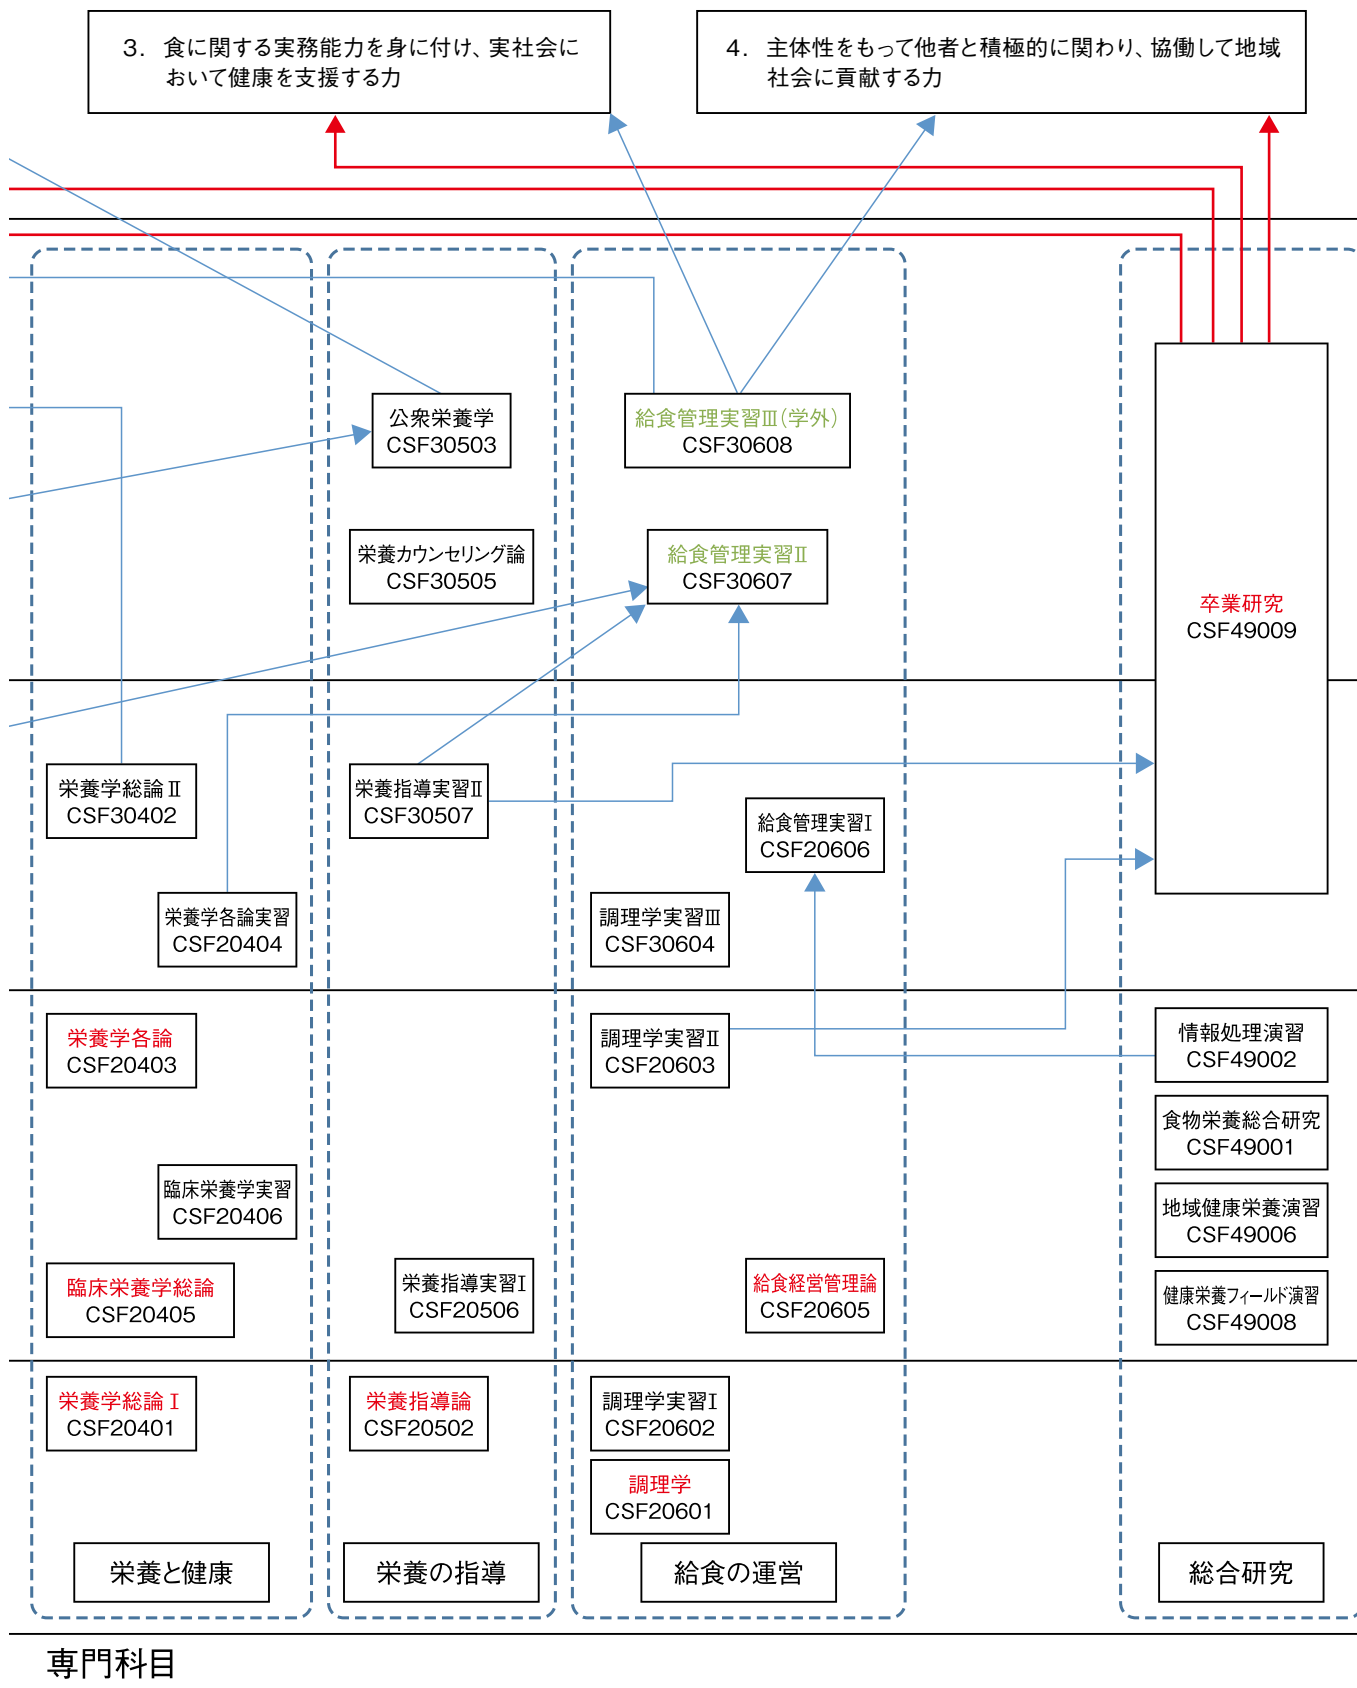 3. 食に関する実務能力を身に付け、実社会に
おいて健康を支援する力
4. 主体性をもって他者と積極的に関わり、協働して地域
社会に貢献する力
公衆栄養学
CSF30503
給食管理実習Ⅲ(学外)
CSF30608
栄養カウンセリング論
CSF30505
給食管理実習Ⅱ
CSF30607
卒業研究
CSF49009
栄養学総論Ⅱ
CSF30402
栄養指導実習Ⅱ
CSF30507
給食管理実習Ⅰ
CSF20606
栄養学各論実習
CSF20404
調理学実習Ⅲ
CSF30604
栄養学各論
CSF20403
調理学実習Ⅱ
CSF20603
情報処理演習
CSF49002
食物栄養総合研究
CSF49001
臨床栄養学実習
CSF20406
地域健康栄養演習
CSF49006
臨床栄養学総論
CSF20405
栄養指導実習Ⅰ
CSF20506
給食経営管理論
CSF20605
健康栄養フィールド演習
CSF49008
栄養学総論Ⅰ
CSF20401
栄養指導論
CSF20502
調理学実習Ⅰ
CSF20602
調理学
CSF20601
栄養と健康
栄養の指導
給食の運営
総合研究
専門科目